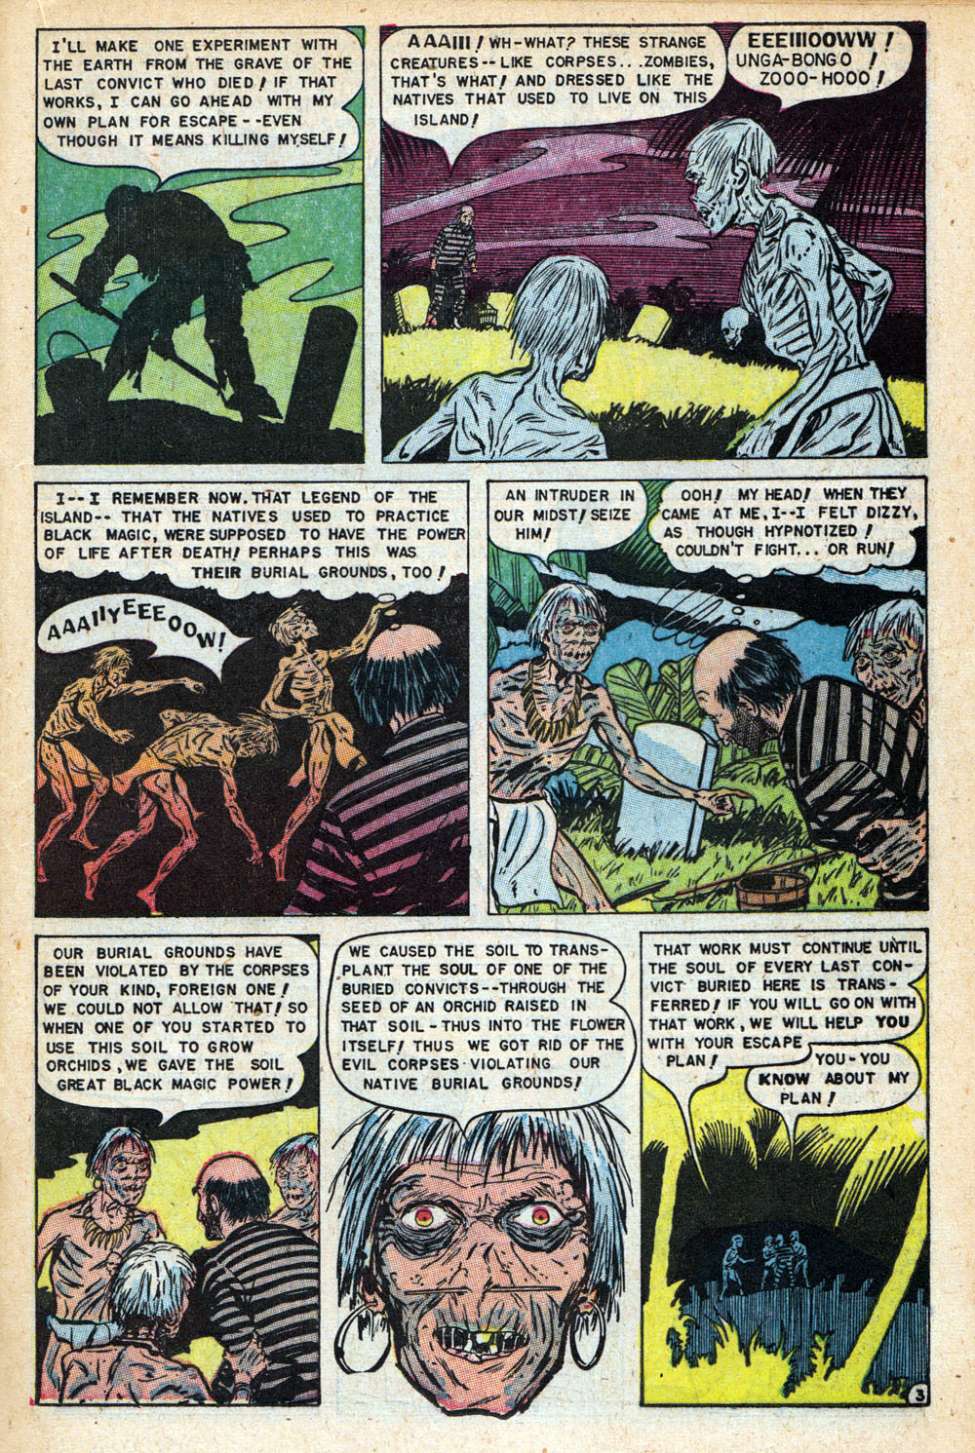 I'LL MAKE ONE EXPERIMENT WITH
THE EARTH FROM THE GRAVE OF THE
LAST CONVICT WHO DIED! IF THAT
WORKS, I CAN GO AHEAD WITH MY
OWN PLAN FOR ESCAPE--EVEN
THOUGH IT MEANS KILLING MYSELF!
AAAIII! WH-WHAT? THESE STRANGE
CREATURES--LIKE CORPSES...ZOMBIES,
THAT'S WHAT! AND DRESSED LIKE THE
NATIVES THAT USED TO LIVE ON THIS
ISLAND!
EEEIIIOOWW!
UNGA-BONGO!
ZOOO-HOOO!
I--I REMEMBER NOW. THAT LEGEND OF THE
ISLAND--THAT THE NATIVES USED TO PRACTICE
BLACK MAGIC, WERE SUPPOSED TO HAVE THE POWER
OF LIFE AFTER DEATH! PERHAPS THIS WAS
THEIR BURIAL GROUNDS, TOO!
AAAIIYEEEOOW!
AN INTRUDER IN
OUR MIDST! SEIZE
HIM!
OOH! MY HEAD! WHEN THEY
CAME AT ME, I--I FELT DIZZY,
AS THOUGH HYPNOTIZED!
COULDN'T FIGHT... OR RUN!
OUR BURIAL GROUNDS HAVE
BEEN VIOLATED BY THE CORPSES
OF YOUR KIND, FOREIGN ONE!
WE COULD NOT ALLOW THAT! SO
WHEN ONE OF YOU STARTED TO
USE THIS SOIL TO GROW
ORCHIDS, WE GAVE THE SOIL
GREAT BLACK MAGIC POWER!
WE CAUSED THE SOIL TO TRANS-
PLANT THE SOUL OF ONE OF THE
BURIED CONVICTS--THROUGH THE
SEED OF AN ORCHID RAISED IN
THAT SOIL-THUS INTO THE FLOWER
ITSELF! THUS WE GOT RID OF THE
EVIL CORPSES VIOLATING OUR
NATIVE BURIAL GROUNDS!
THAT WORK MUST CONTINUE UNTIL
THE SOUL OF EVERY LAST CON-
VICT BURIED HERE IS TRANS-
FERRED! IF YOU WILL GO ON WITH
THAT WORK, WE WILL HELP YOU
WITH YOUR ESCAPE
PLAN!
YOU-YOU
KNOW ABOUT MY
PLAN!
3